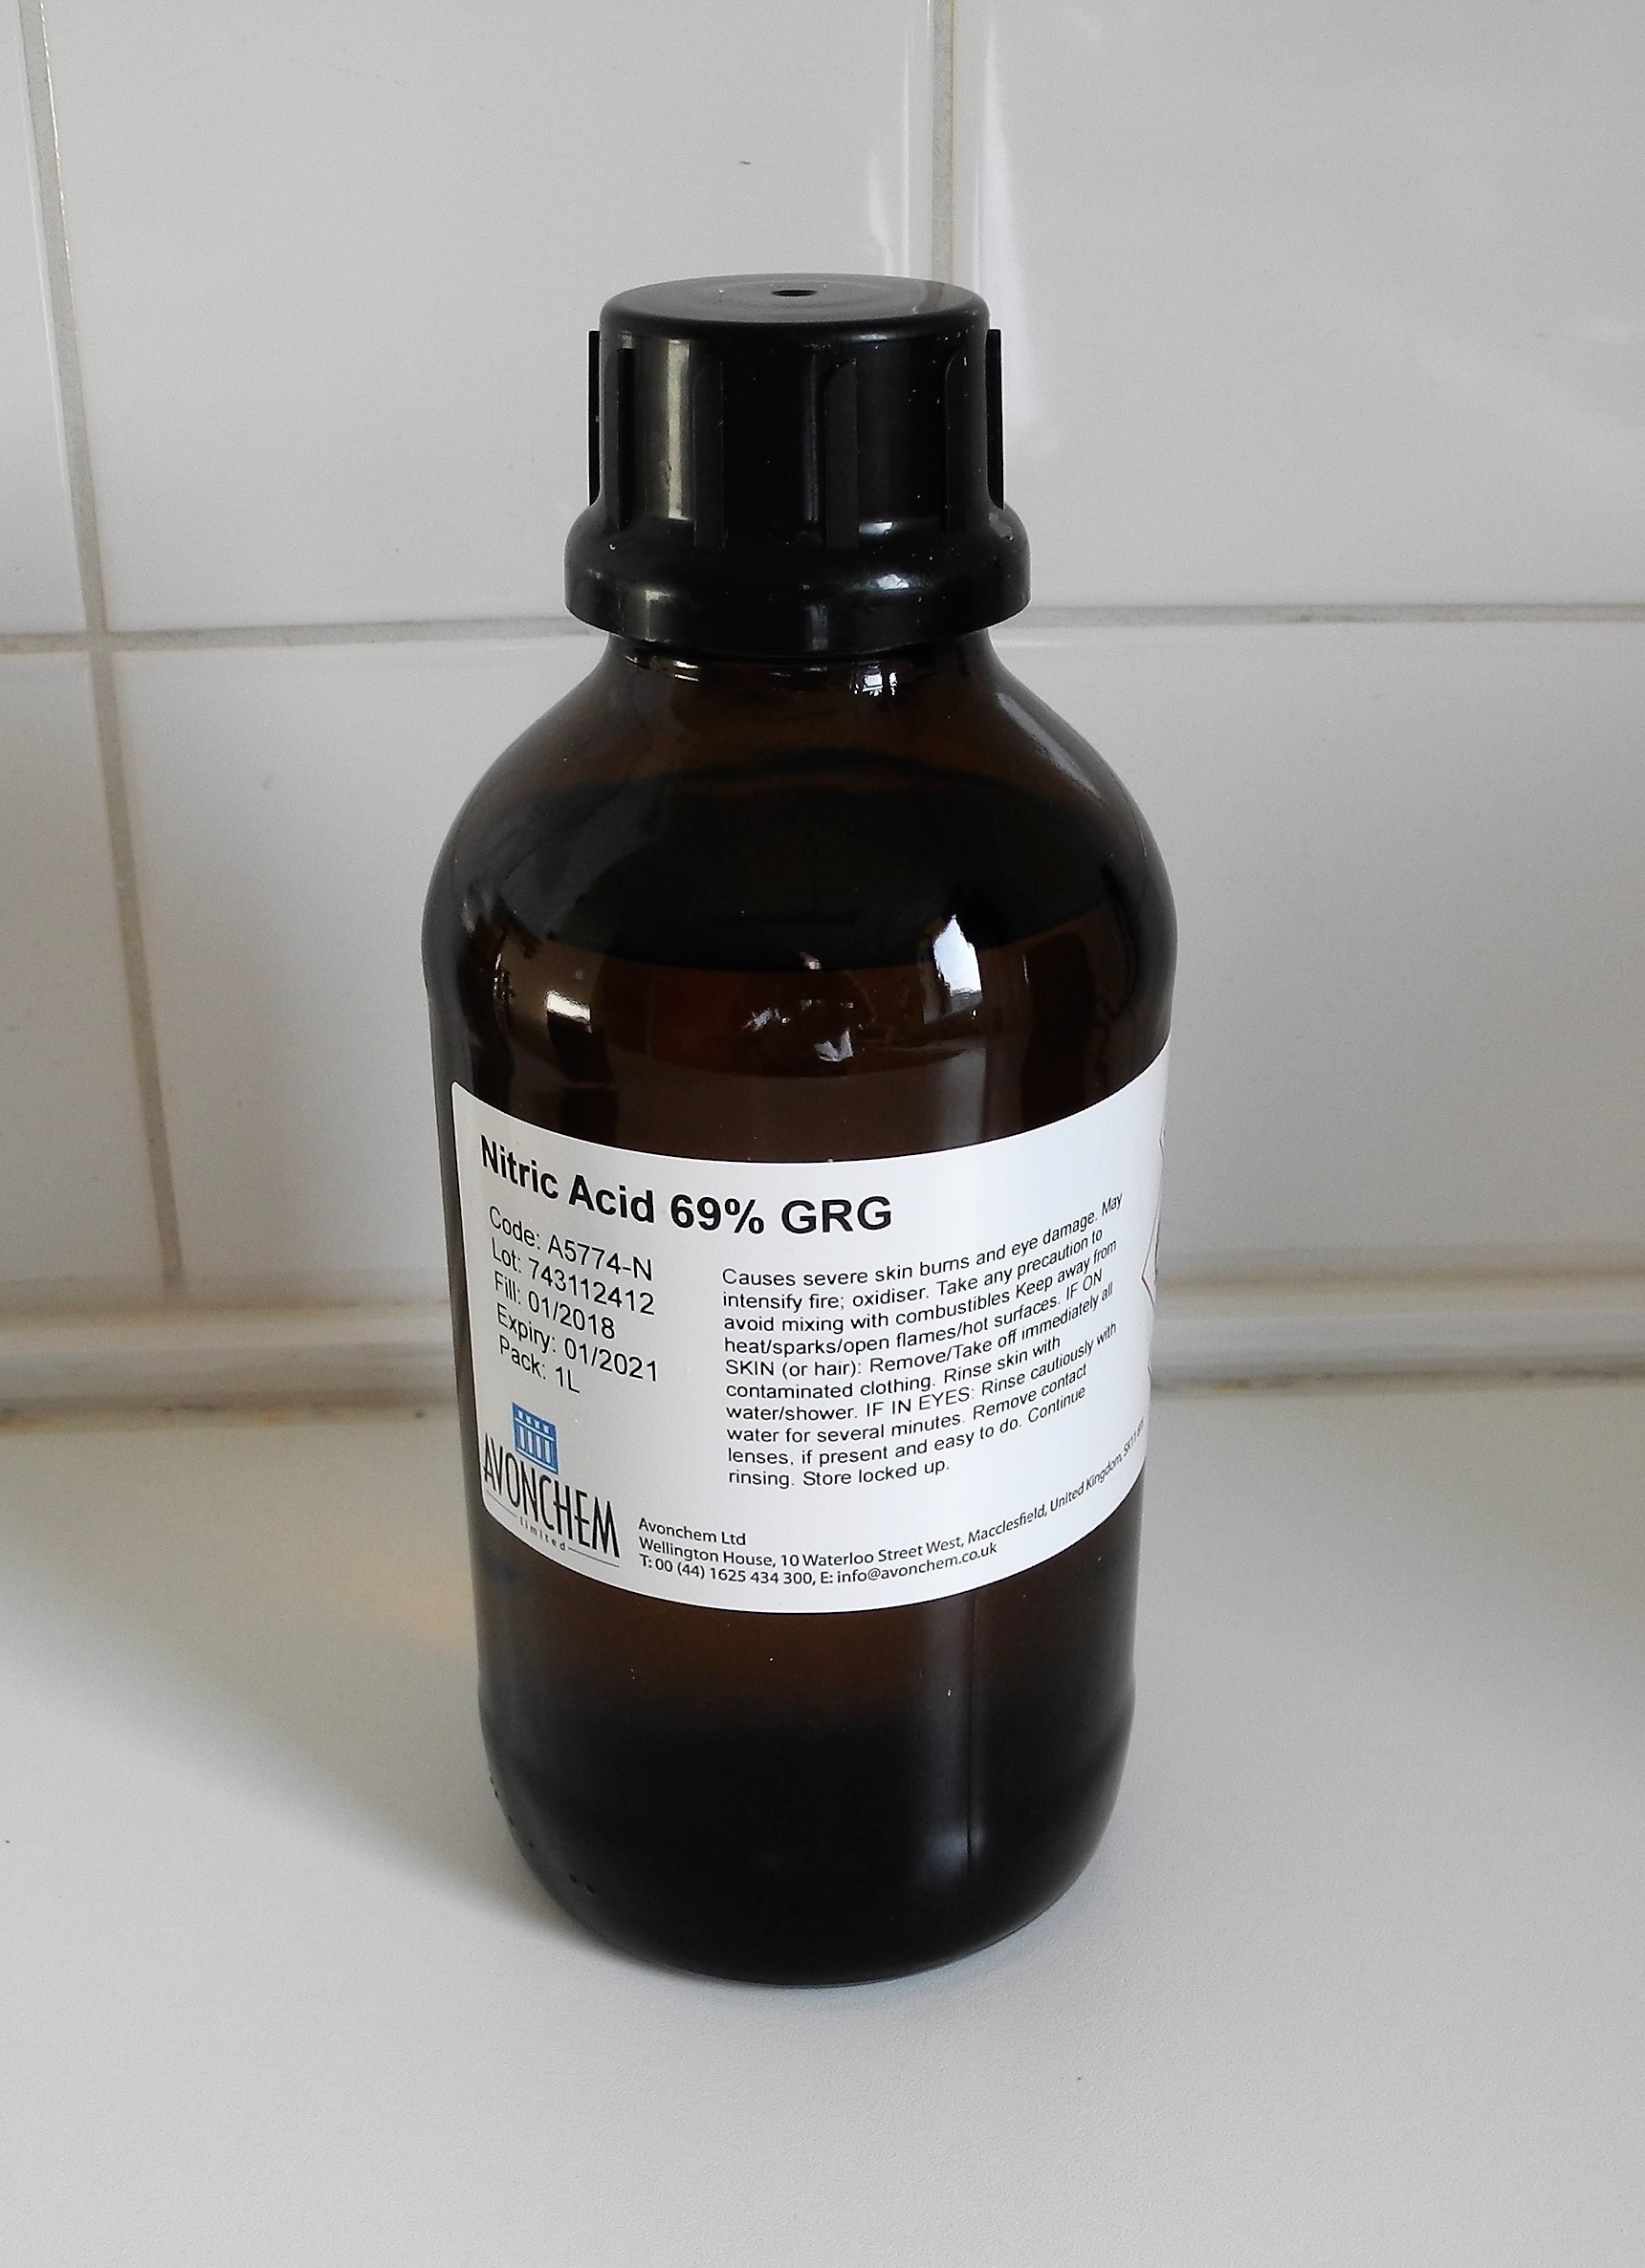 Nitric Acid 69% GRG
Code: A5774-N
Lot: 743112412
Fill: 01/2018
Expiry: 01/2021
Pack: 1L
Causes severe skin burns and eye damage. May
intensify fire; oxidiser. Take any precaution to
avoid mixing with combustibles Keep away from
heat/sparks/open flames/hot surfaces. IF ON
SKIN (or hair): Remove/Take off immediately all
contaminated clothing. Rinse skin with
water/shower. IF IN EYES: Rinse cautiously with
water for several minutes. Remove contact
lenses, if present and easy to do. Continue
rinsing. Store locked up.
AVONCHEM
limited
Avonchem Ltd
Wellington House, 10 Waterloo Street West, Macclesfield, United Kingdom, SK11
T: 00 (44) 1625 434 300, E: info@avonchem.co.uk